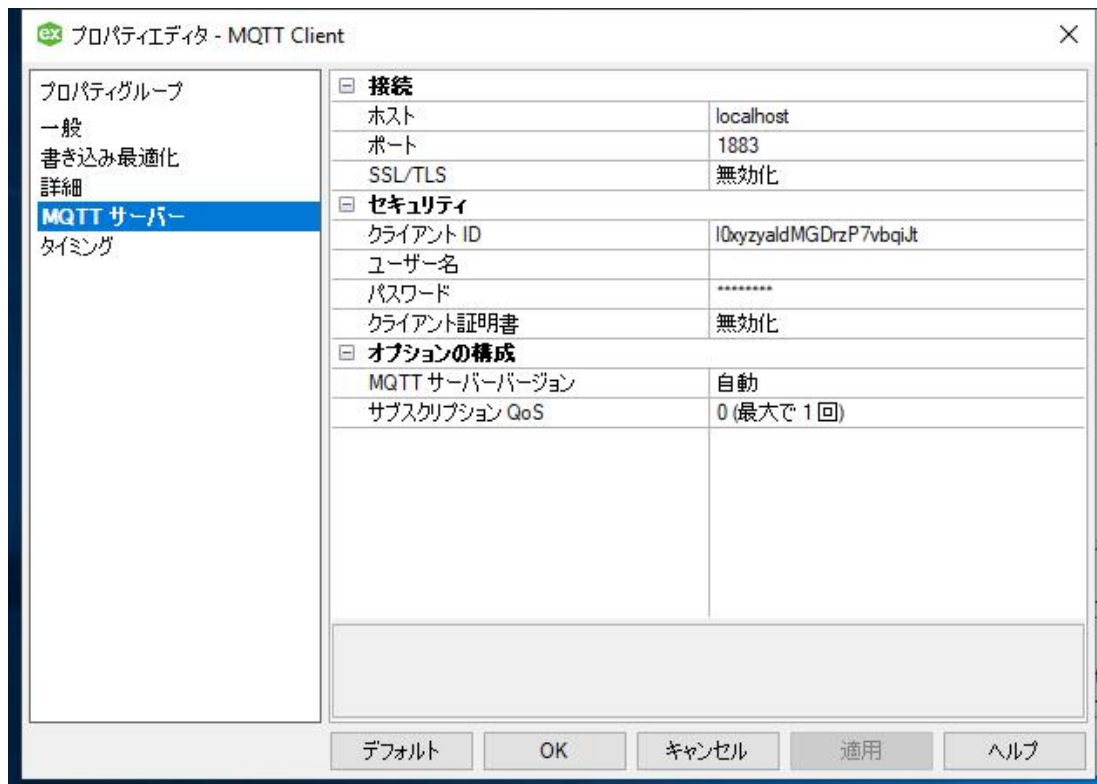 プロパティエディタ - MQTT Client
プロパティグループ
一般
書き込み最適化
詳細
MQTT サーバー
タイミング
接続
ホスト localhost
ポート 1883
SSL/TLS 無効化
セキュリティ
クライアント ID I0xyzyaldMGDrzP7vbqiJt
ユーザー名
パスワード ********
クライアント証明書 無効化
オプションの構成
MQTT サーバーバージョン 自動
サブスクリプション QoS 0 (最大で 1 回)
デフォルト OK キャンセル 適用 ヘルプ